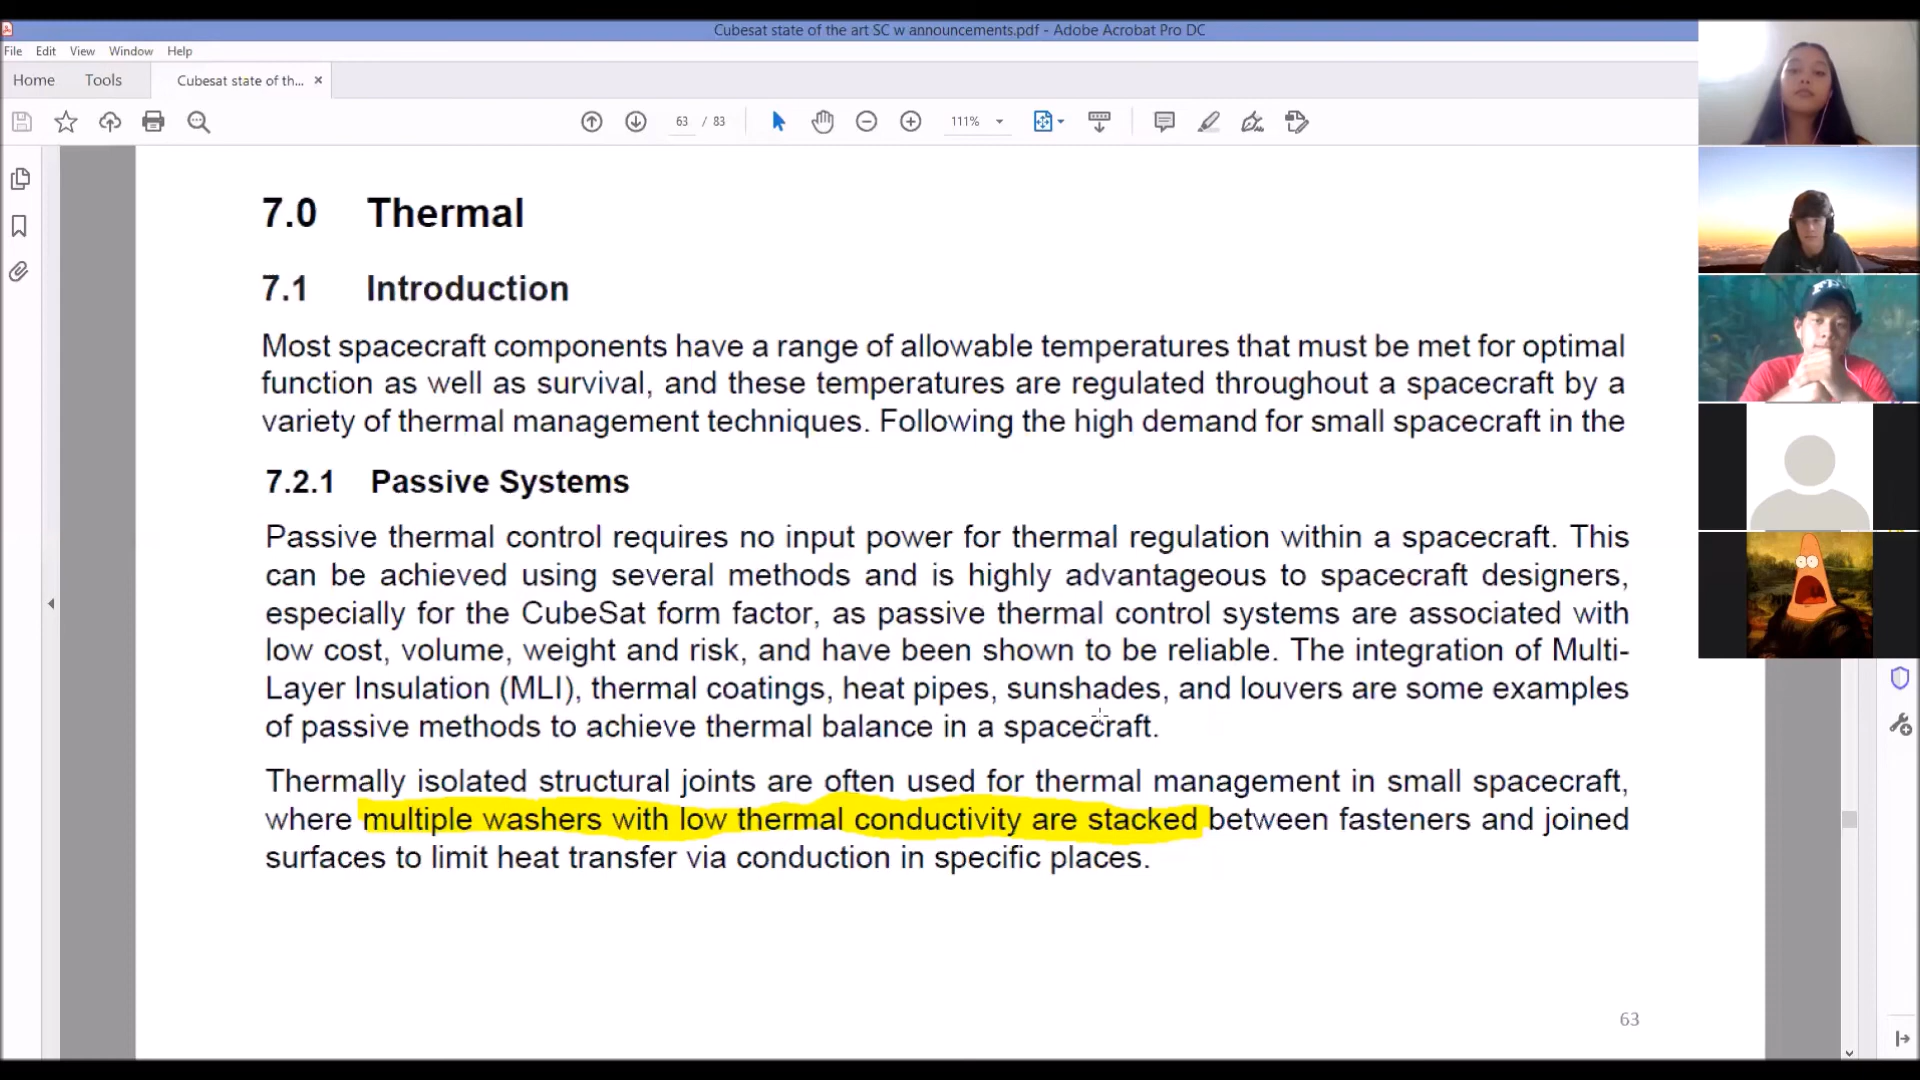 Cubesat state of the art SC w announcements.pdf - Adobe Acrobat Pro DC
File Edit View Window Help
Home Tools Cubesat state of th... ×
63 / 83 111%
7.0 Thermal
7.1 Introduction
Most spacecraft components have a range of allowable temperatures that must be met for optimal
function as well as survival, and these temperatures are regulated throughout a spacecraft by a
variety of thermal management techniques. Following the high demand for small spacecraft in the
7.2.1 Passive Systems
Passive thermal control requires no input power for thermal regulation within a spacecraft. This
can be achieved using several methods and is highly advantageous to spacecraft designers,
especially for the CubeSat form factor, as passive thermal control systems are associated with
low cost, volume, weight and risk, and have been shown to be reliable. The integration of Multi-
Layer Insulation (MLI), thermal coatings, heat pipes, sunshades, and louvers are some examples
of passive methods to achieve thermal balance in a spacecraft.
Thermally isolated structural joints are often used for thermal management in small spacecraft,
where multiple washers with low thermal conductivity are stacked between fasteners and joined
surfaces to limit heat transfer via conduction in specific places.
63